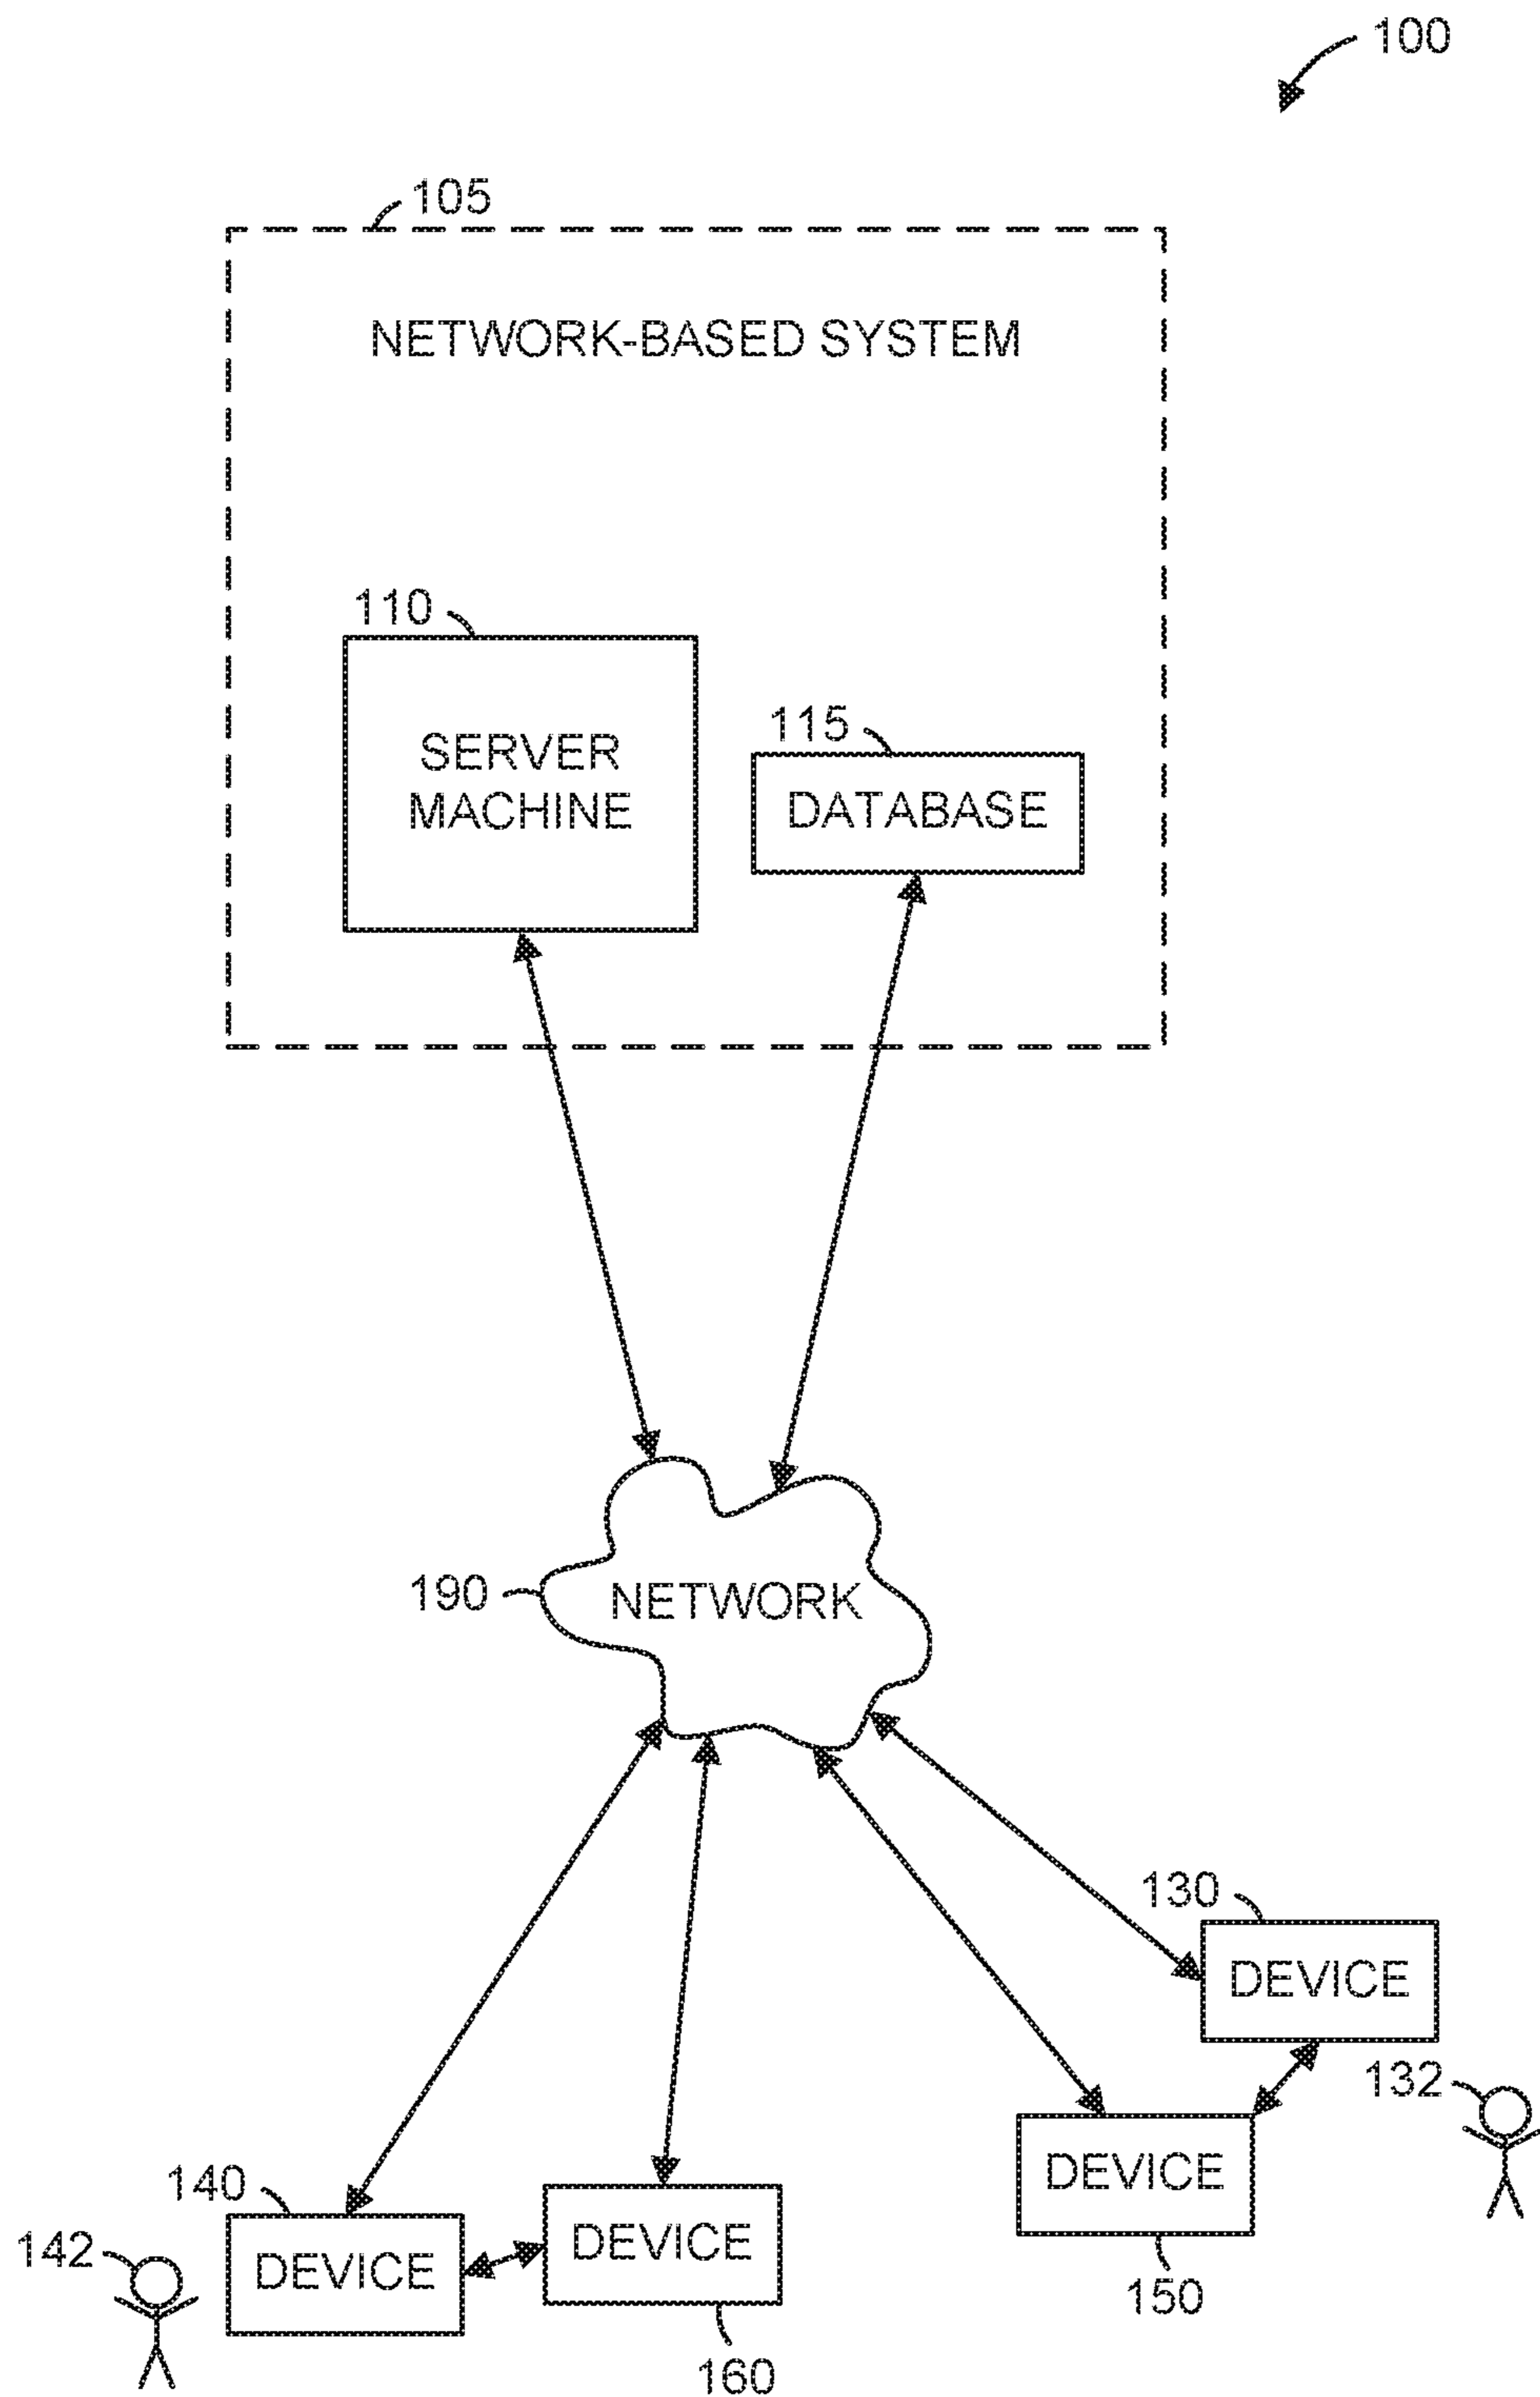 100
105
NETWORK-BASED SYSTEM
110
SERVER
MACHINE
115
DATABASE
190
NETWORK
130
DEVICE
132
DEVICE
150
140
DEVICE
142
DEVICE
160